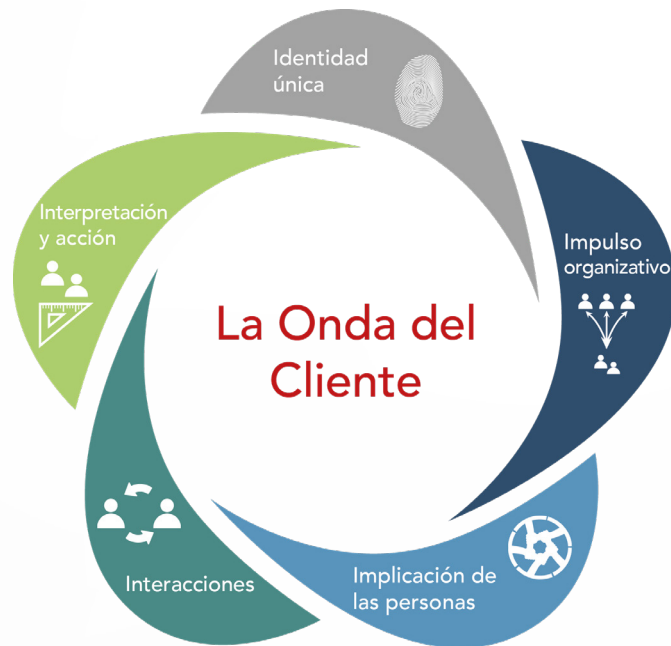 Identidad
única
Impulso
organizativo
Implicación de
las personas
Interacciones
Interpretación
y acción
La Onda del
Cliente